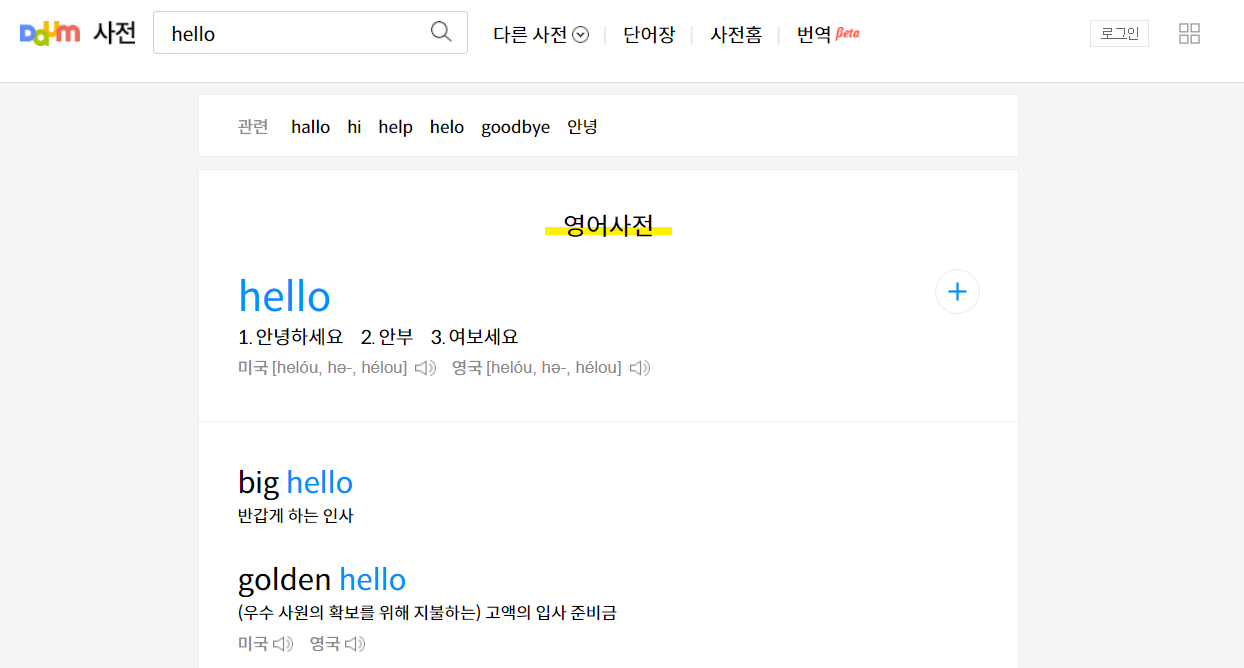 Daum 사전 hello 다른 사전 단어장 사전홈 번역 βeta 로그인
관련 hallo hi help helo goodbye 안녕
영어사전
hello
1. 안녕하세요 2. 안부 3. 여보세요
미국 [helóu, hə-, hélou] 영국 [helóu, hə-, hélou]
big hello
반갑게 하는 인사
golden hello
(우수 사원의 확보를 위해 지불하는) 고액의 입사 준비금
미국 영국